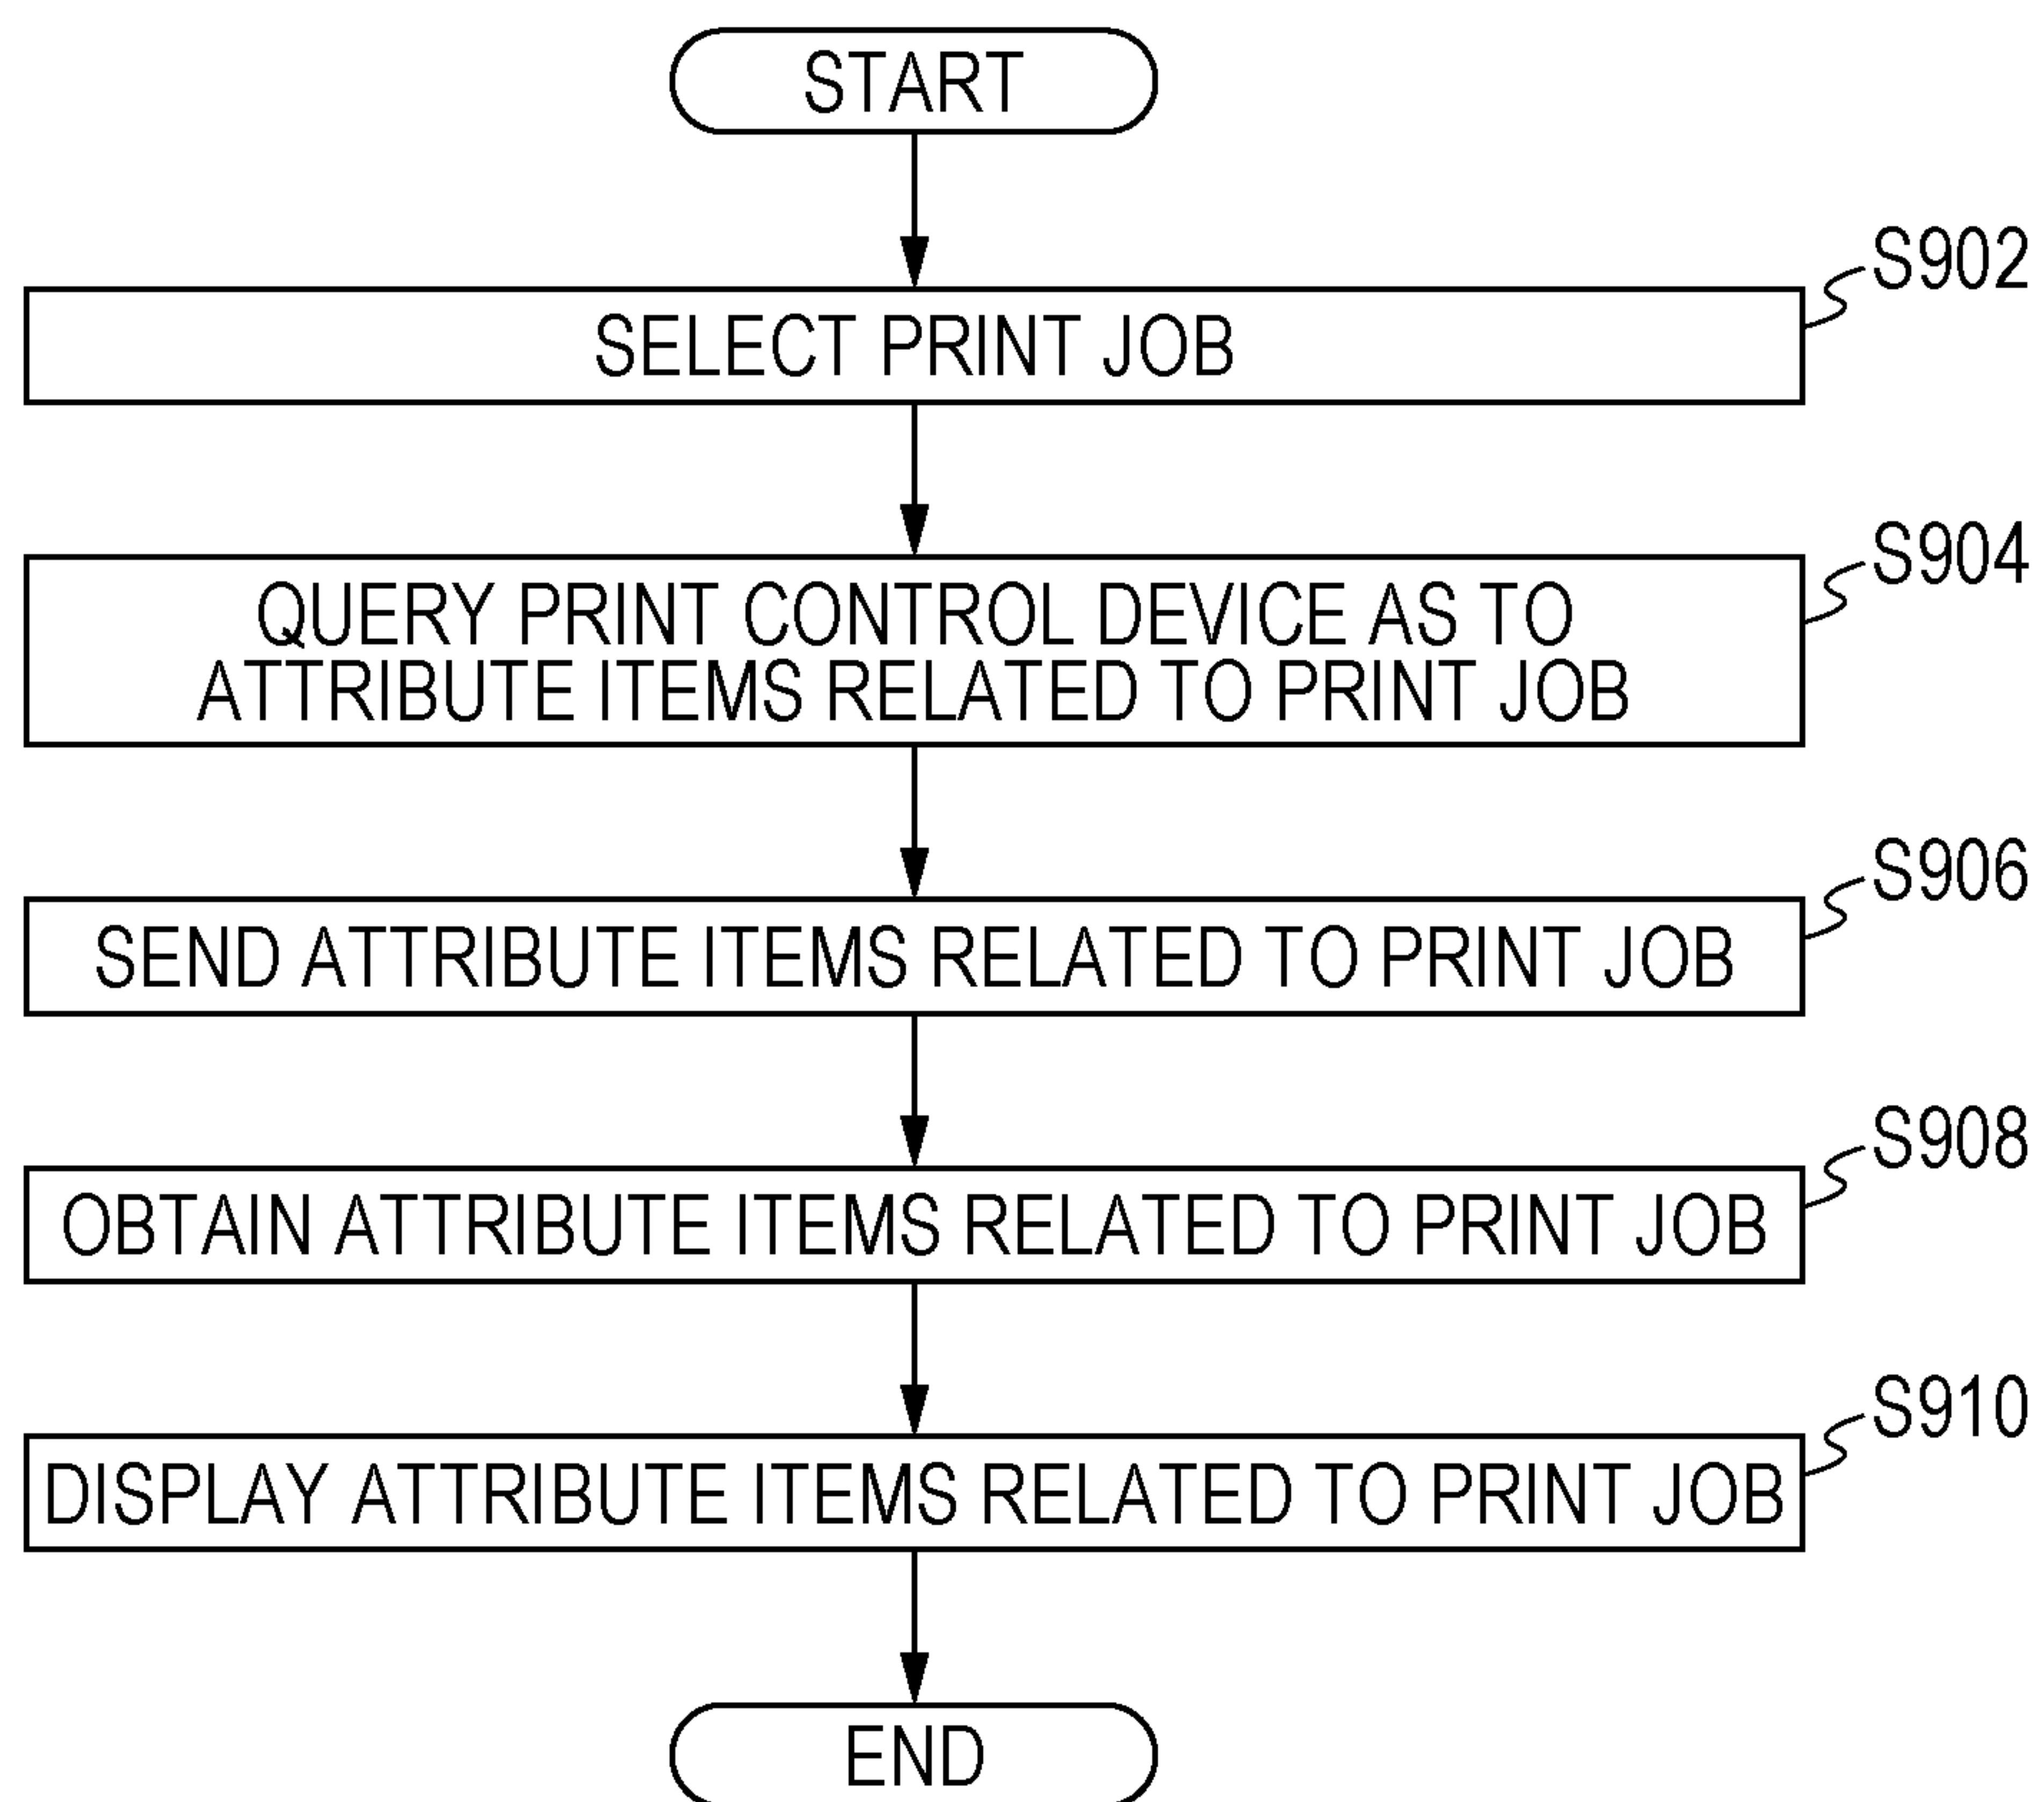 START
S902
SELECT PRINT JOB
S904
QUERY PRINT CONTROL DEVICE AS TO
ATTRIBUTE ITEMS RELATED TO PRINT JOB
S906
SEND ATTRIBUTE ITEMS RELATED TO PRINT JOB
S908
OBTAIN ATTRIBUTE ITEMS RELATED TO PRINT JOB
S910
DISPLAY ATTRIBUTE ITEMS RELATED TO PRINT JOB
END